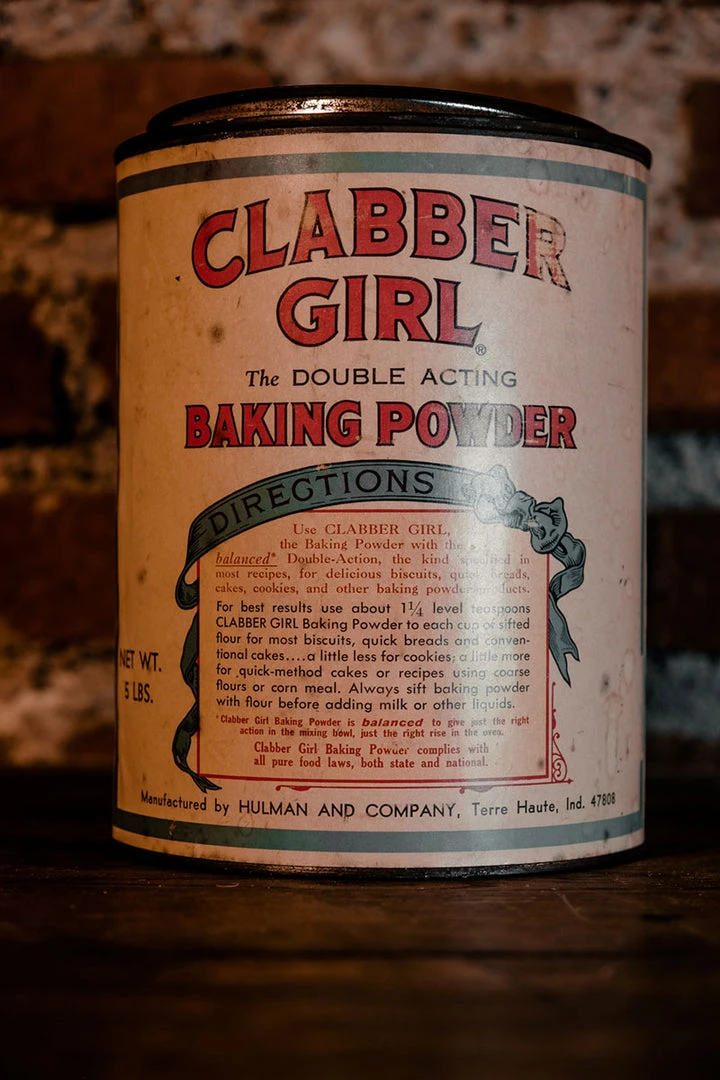 CLABBER
GIRL®
The DOUBLE ACTING
BAKING POWDER
DIRECTIONS
Use CLABBER GIRL,
the Baking Powder with the
balanced* Double-Action, the kind specified in
most recipes, for delicious biscuits, quick breads,
cakes, cookies, and other baking powder products.
For best results use about 1¼ level teaspoons
CLABBER GIRL Baking Powder to each cup of sifted
flour for most biscuits, quick breads and conven-
tional cakes....a little less for cookies; a little more
for quick-method cakes or recipes using coarse
flours or corn meal. Always sift baking powder
with flour before adding milk or other liquids.
*Clabber Girl Baking Powder is balanced to give just the right
action in the mixing bowl, just the right rise in the oven.
Clabber Girl Baking Powder complies with
all pure food laws, both state and national.
NET WT.
5 LBS.
Manufactured by HULMAN AND COMPANY, Terre Haute, Ind. 47808